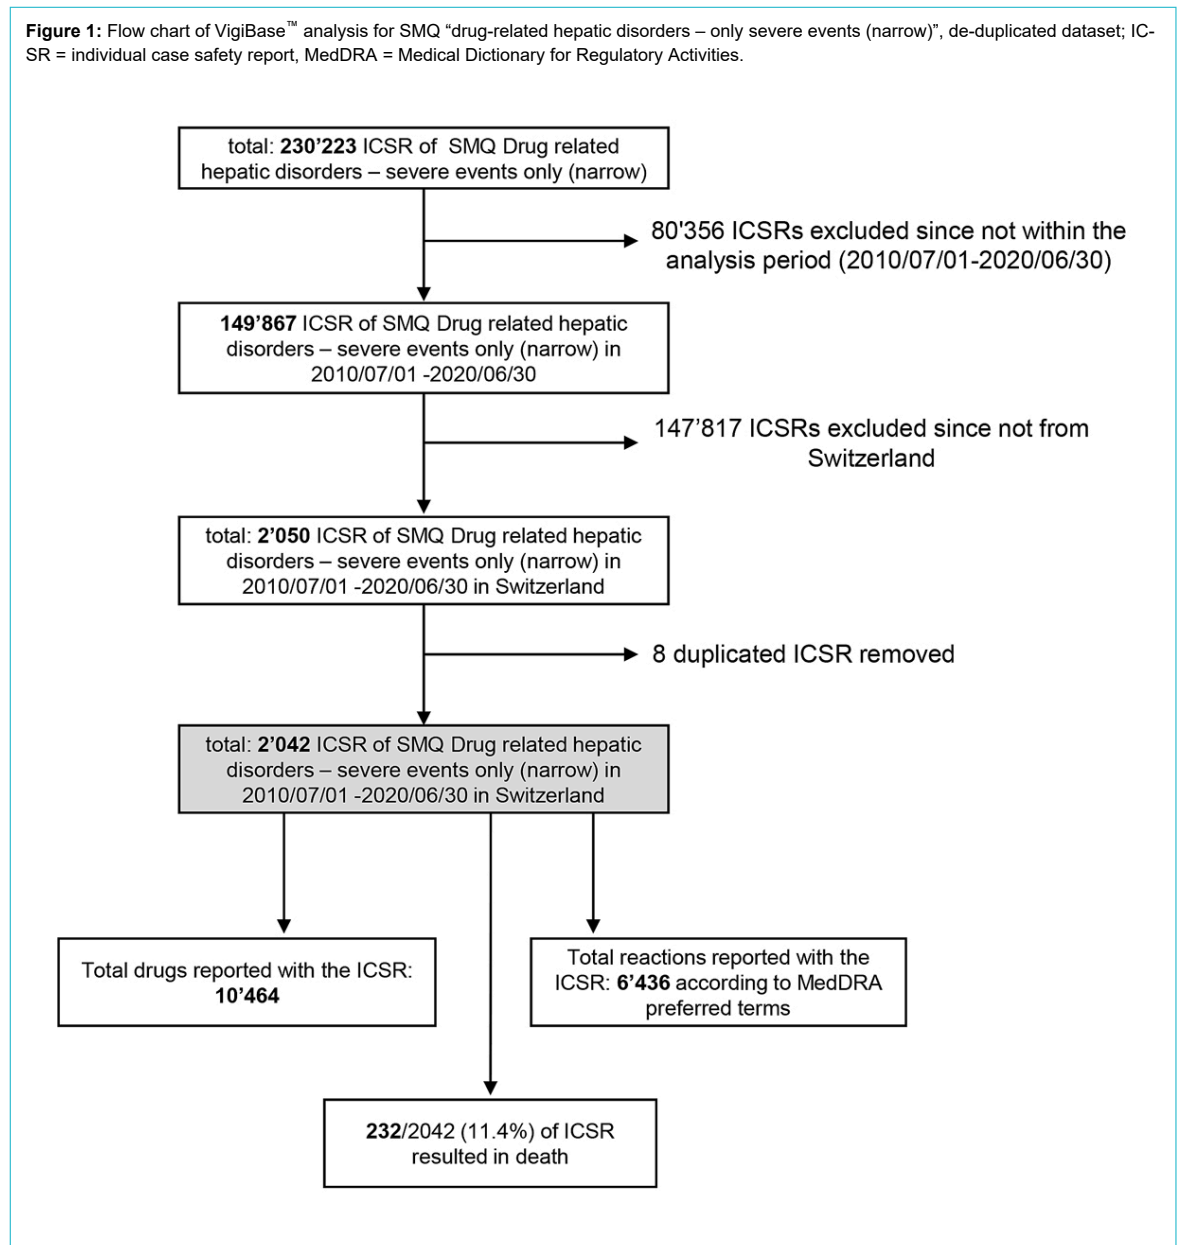 Figure 1: Flow chart of VigiBase™ analysis for SMQ “drug-related hepatic disorders – only severe events (narrow)”, de-duplicated dataset; IC-
SR = individual case safety report, MedDRA = Medical Dictionary for Regulatory Activities.
total: 230’223 ICSR of SMQ Drug related
hepatic disorders – severe events only (narrow)
80'356 ICSRs excluded since not within the
analysis period (2010/07/01-2020/06/30)
149’867 ICSR of SMQ Drug related hepatic
disorders – severe events only (narrow) in
2010/07/01 -2020/06/30
147’817 ICSRs excluded since not from
Switzerland
total: 2’050 ICSR of SMQ Drug related hepatic
disorders – severe events only (narrow) in
2010/07/01 -2020/06/30 in Switzerland
8 duplicated ICSR removed
total: 2’042 ICSR of SMQ Drug related hepatic
disorders – severe events only (narrow) in
2010/07/01 -2020/06/30 in Switzerland
Total drugs reported with the ICSR:
10’464
Total reactions reported with the
ICSR: 6’436 according to MedDRA
preferred terms
232/2042 (11.4%) of ICSR
resulted in death